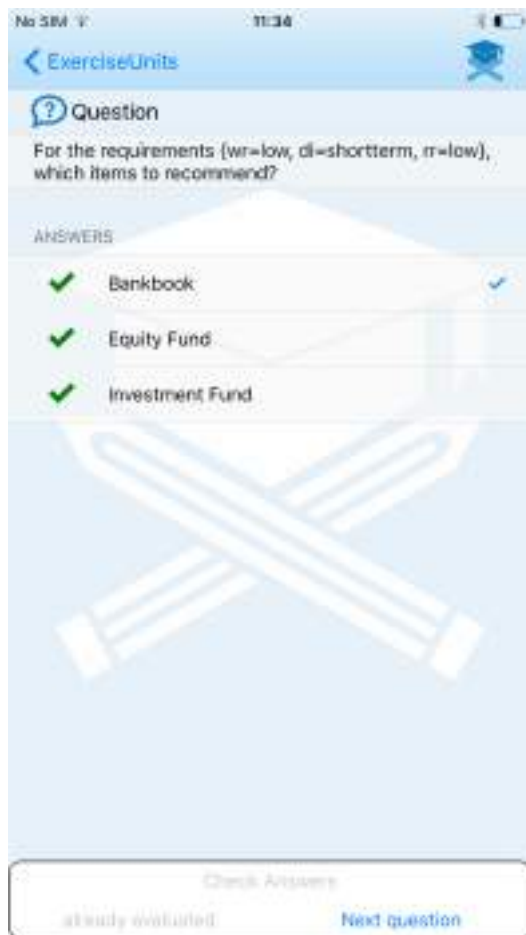 No SIM
11:34
ExerciseUnits
Question
For the requirements {wr=low, di=shortterm, rr=low},
which items to recommend?
ANSWERS
Bankbook
Equity Fund
Investment Fund
Check Answers
already evaluated
Next question